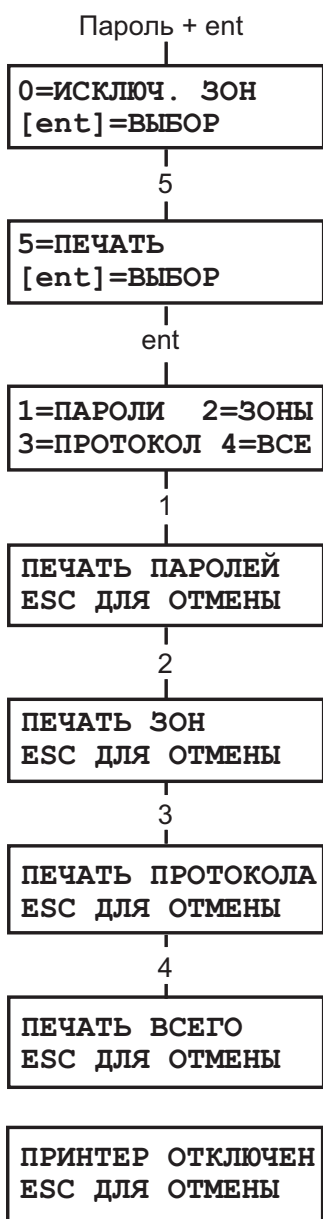 Пароль + ent
0=ИСКЛЮЧ. ЗОН
[ent]=ВЫБОР
5
5=ПЕЧАТЬ
[ent]=ВЫБОР
ent
1=ПАРОЛИ 2=ЗОНЫ
3=ПРОТОКОЛ 4=ВСЕ
1
ПЕЧАТЬ ПАРОЛЕЙ
ESC ДЛЯ ОТМЕНЫ
2
ПЕЧАТЬ ЗОН
ESC ДЛЯ ОТМЕНЫ
3
ПЕЧАТЬ ПРОТОКОЛА
ESC ДЛЯ ОТМЕНЫ
4
ПЕЧАТЬ ВСЕГО
ESC ДЛЯ ОТМЕНЫ
ПРИНТЕР ОТКЛЮЧЕН
ESC ДЛЯ ОТМЕНЫ